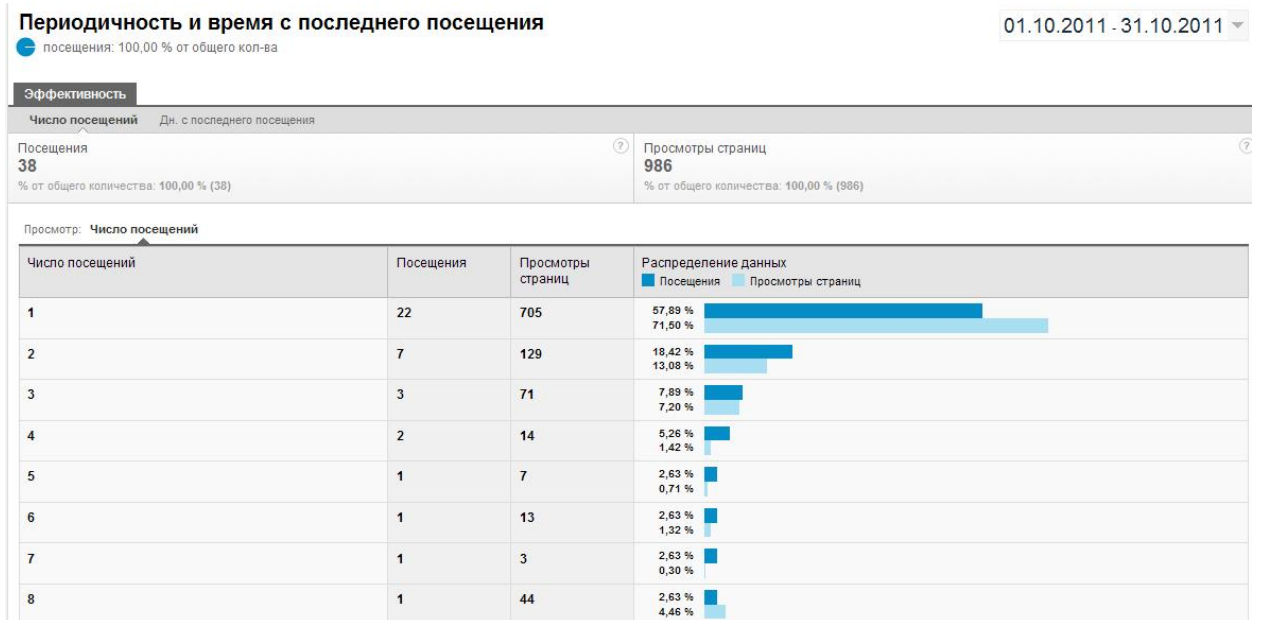 Периодичность и время с последнего посещения
01.10.2011 - 31.10.2011
посещения: 100,00 % от общего кол-ва
Эффективность
Число посещений Дн. с последнего посещения
Посещения ?
38
% от общего количества: 100,00 % (38)
Просмотры страниц ?
986
% от общего количества: 100,00 % (986)
Просмотр: Число посещений
Число посещений Посещения Просмотры страниц Распределение данных
Посещения Просмотры страниц
1 22 705 57,89 %
71,50 %
2 7 129 18,42 %
13,08 %
3 3 71 7,89 %
7,20 %
4 2 14 5,26 %
1,42 %
5 1 7 2,63 %
0,71 %
6 1 13 2,63 %
1,32 %
7 1 3 2,63 %
0,30 %
8 1 44 2,63 %
4,46 %